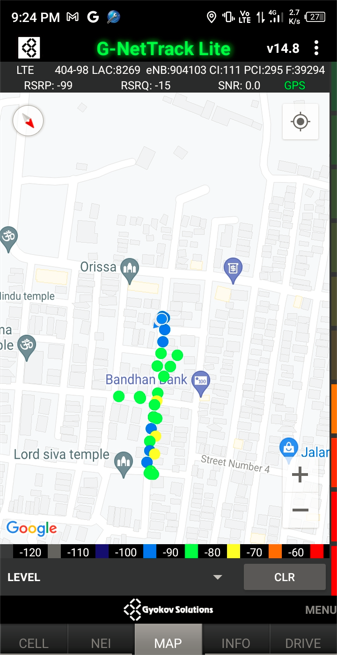 9:24 PM M G Vo LTE 4G 2.7 K/s 27
G-NetTrack Lite v14.8
LTE 404-98 LAC:8269 eNB:904103 CI:111 PCI:295 F:39294
RSRP: -99 RSRQ: -15 SNR: 0.0 GPS
Orissa
lindu temple
na
ple
Bandhan Bank
Lord siva temple
Street Number 4
Jalar
+
−
Google
-120 -110 -100 -90 -80 -70 -60
LEVEL CLR
Gyokov Solutions MENU
CELL NEI MAP INFO DRIVE